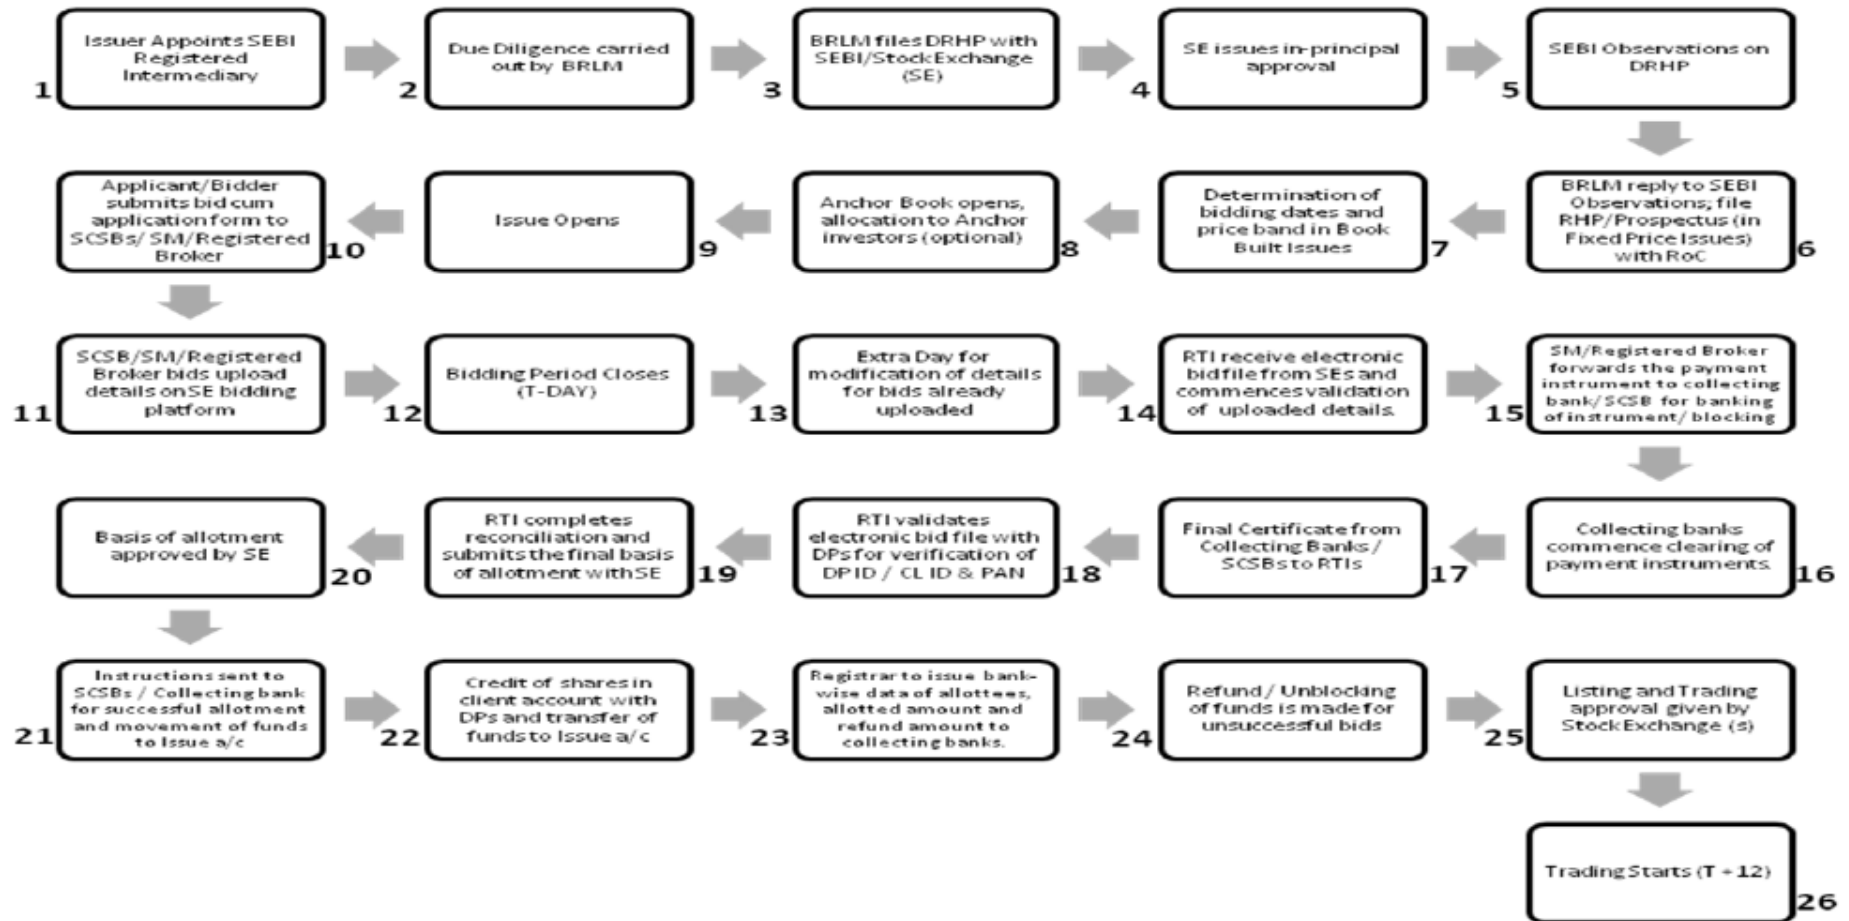 1
Issuer Appoints SEBI
Registered
Intermediary
2
Due Diligence carried
out by BRLM
3
BRLM files DRHP with
SEBI/Stock Exchange
(SE)
4
SE issues in-principal
approval
5
SEBI Observations on
DRHP
BRLM reply to SEBI
Observations; file
RHP/Prospectus (in
Fixed Price Issues)
with RoC
6
Determination of
bidding dates and
price band in Book
Built Issues
7
Anchor Book opens,
allocation to Anchor
investors (optional)
8
Issue Opens
9
Applicant/Bidder
submits bid cum
application form to
SCSBs/ SM/Registered
Broker
10
11
SCSB/SM/Registered
Broker bids upload
details on SE bidding
platform
12
Bidding Period Closes
(T-DAY)
13
Extra Day for
modification of details
for bids already
uploaded
14
RTI receive electronic
bid file from SEs and
commences validation
of uploaded details.
15
SM/Registered Broker
forwards the payment
instrument to collecting
bank/ SCSB for banking
of instrument/ blocking
Collecting banks
commence clearing of
payment instruments.
16
Final Certificate from
Collecting Banks /
SCSBs to RTIs
17
RTI validates
electronic bid file with
DPs for verification of
DP ID / CL ID & PAN
18
RTI completes
reconciliation and
submits the final basis
of allotment with SE
19
Basis of allotment
approved by SE
20
21
Instructions sent to
SCSBs / Collecting bank
for successful allotment
and movement of funds
to Issue a/c
22
Credit of shares in
client account with
DPs and transfer of
funds to Issue a/c
23
Registrar to issue bank-
wise data of allottees,
allotted amount and
refund amount to
collecting banks.
24
Refund / Unblocking
of funds is made for
unsuccessful bids
25
Listing and Trading
approval given by
Stock Exchange (s)
Trading Starts (T + 12)
26